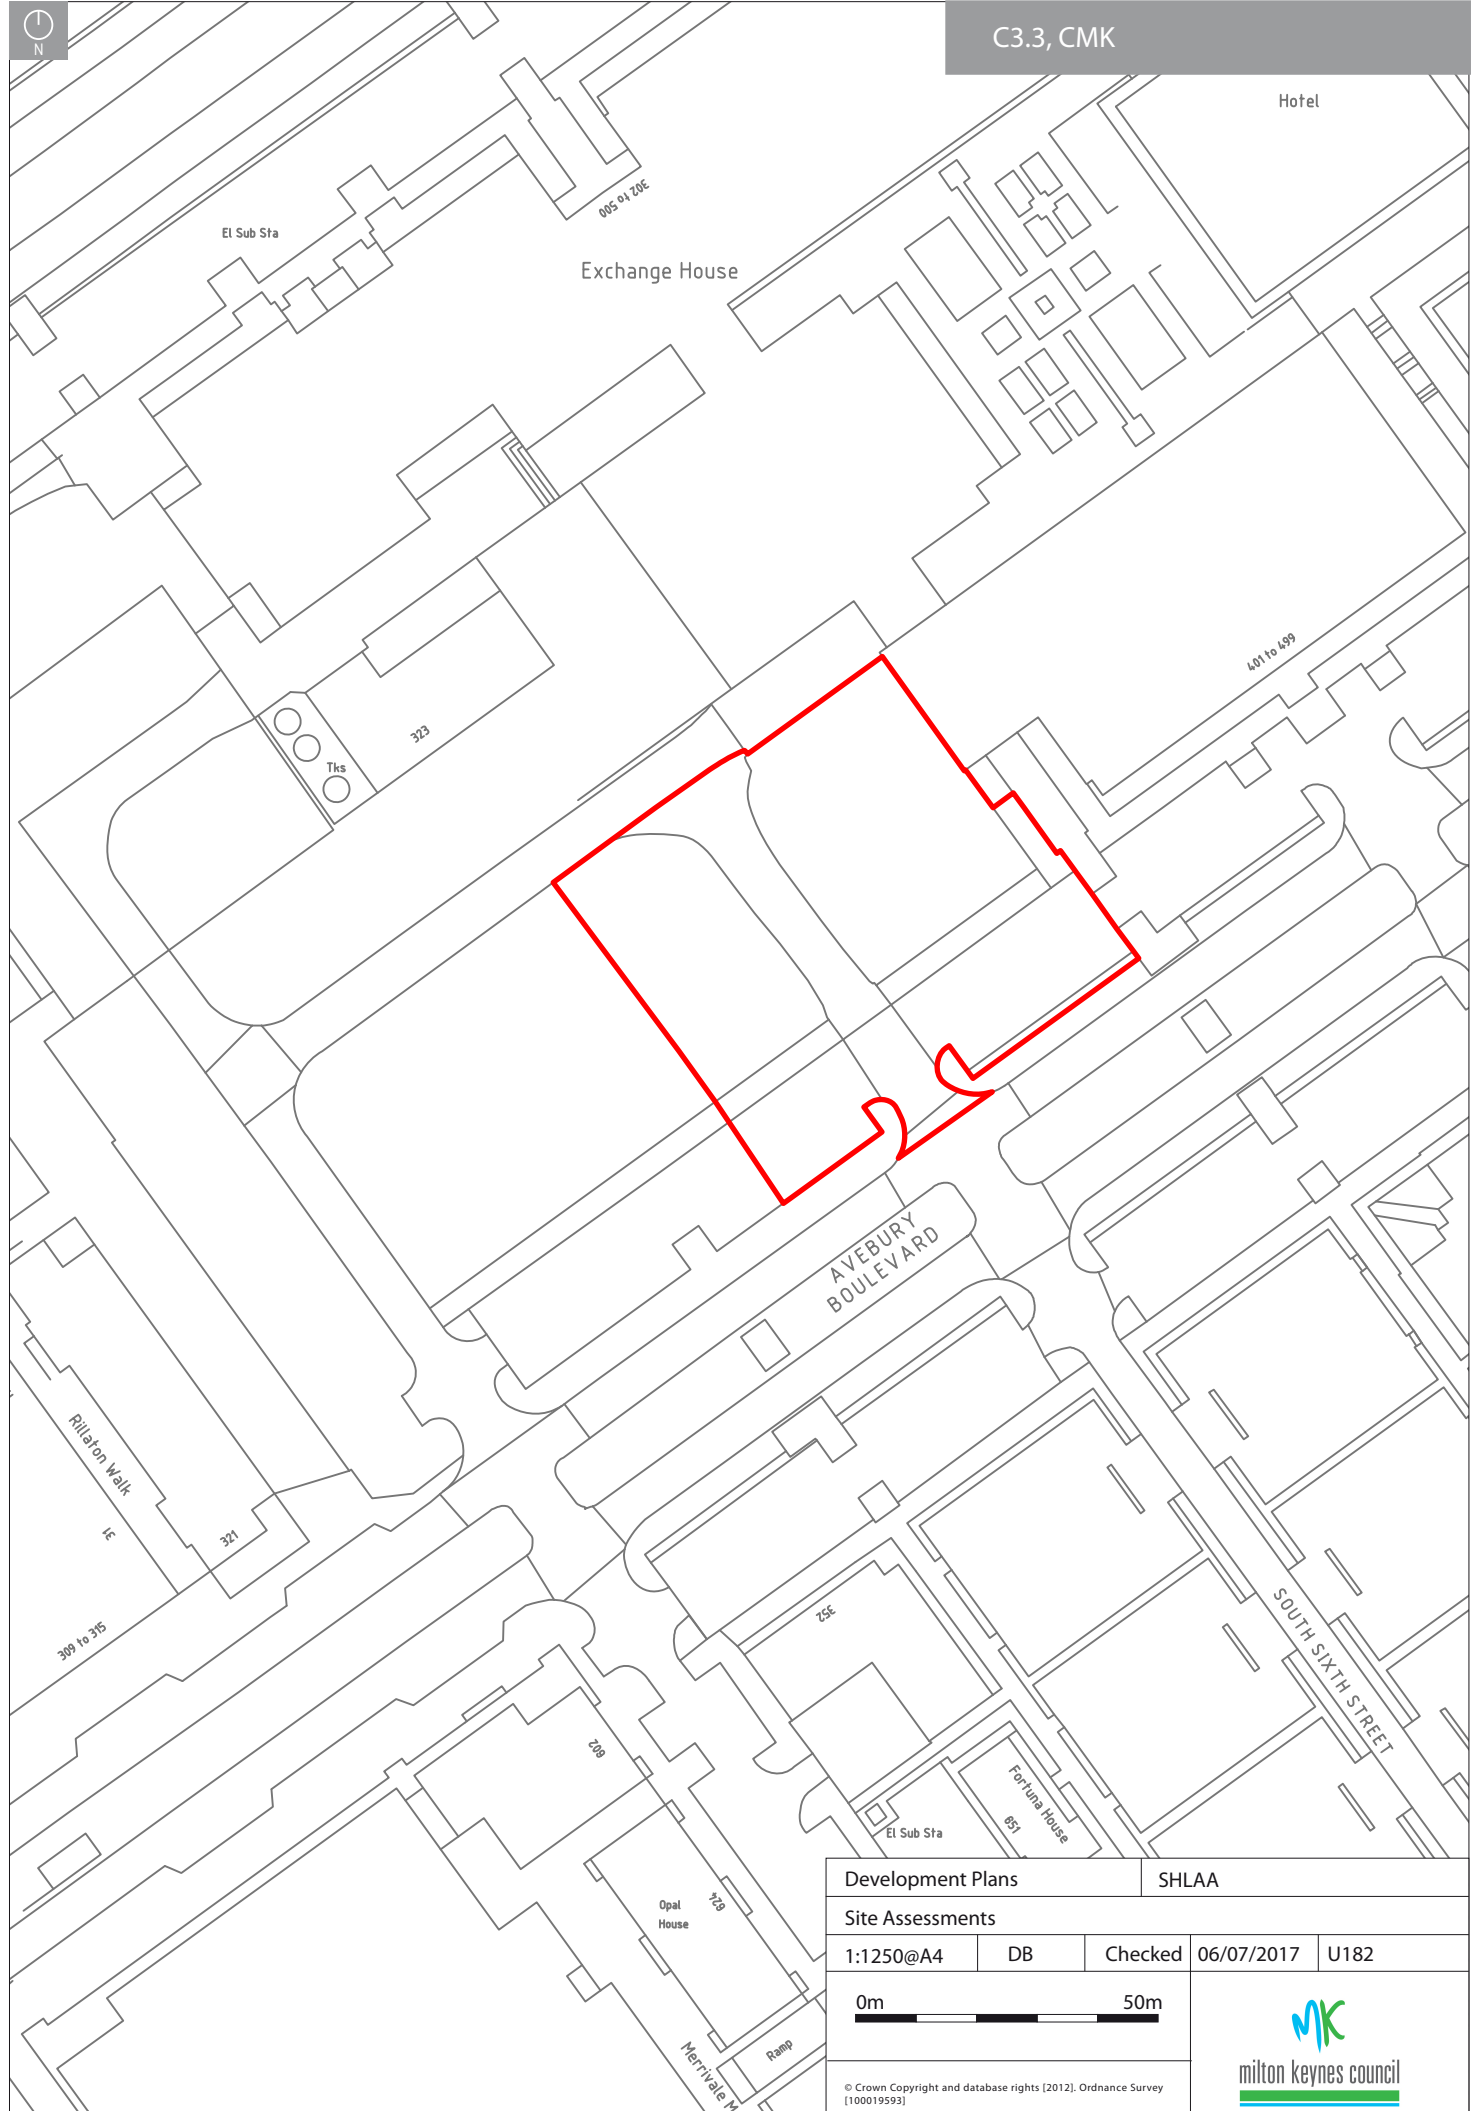 N
C3.3, CMK
Hotel
302 to 500
El Sub Sta
Exchange House
401 to 499
323
Tks
AVEBURY
BOULEVARD
Rillaton Walk
31
321
309 to 315
352
SOUTH SIXTH STREET
602
Fortuna House
651
El Sub Sta
Opal
House
624
Ramp
Merrivale M
Development Plans
SHLAA
Site Assessments
1:1250@A4
DB
Checked
06/07/2017
U182
0m
50m
© Crown Copyright and database rights [2012]. Ordnance Survey
[100019593]
MK
milton keynes council